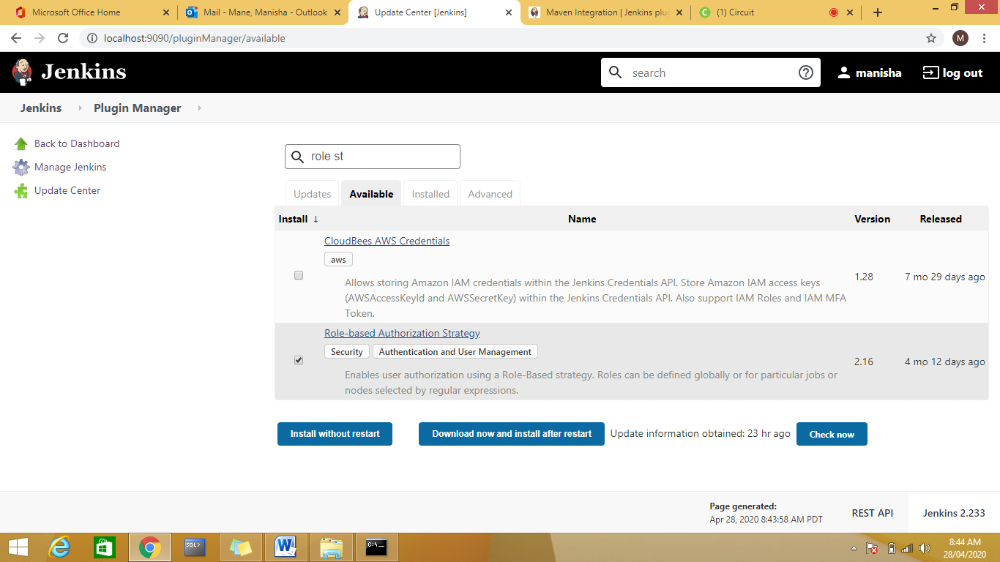 Microsoft Office Home
Mail - Mane, Manisha - Outlook
Update Center [Jenkins]
Maven Integration | Jenkins plu
(1) Circuit
localhost:9090/pluginManager/available
M
Jenkins
search
manisha
log out
Jenkins
Plugin Manager
Back to Dashboard
Manage Jenkins
Update Center
role st
Updates
Available
Installed
Advanced
Install ↓
Name
Version
Released
CloudBees AWS Credentials
aws
Allows storing Amazon IAM credentials within the Jenkins Credentials API. Store Amazon IAM access keys
(AWSAccessKeyId and AWSSecretKey) within the Jenkins Credentials API. Also support IAM Roles and IAM MFA
Token.
1.28
7 mo 29 days ago
Role-based Authorization Strategy
Security
Authentication and User Management
Enables user authorization using a Role-Based strategy. Roles can be defined globally or for particular jobs or
nodes selected by regular expressions.
2.16
4 mo 12 days ago
Install without restart
Download now and install after restart
Update information obtained: 23 hr ago
Check now
Page generated:
Apr 28, 2020 8:43:58 AM PDT
REST API
Jenkins 2.233
SQL>
C:\
8:44 AM
28/04/2020